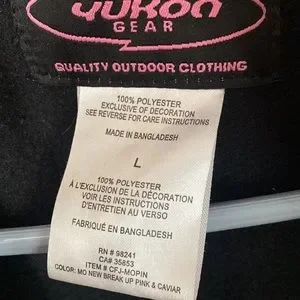 YUKON
GEAR
QUALITY OUTDOOR CLOTHING
100% POLYESTER
EXCLUSIVE OF DECORATION
SEE REVERSE FOR CARE INSTRUCTIONS
MADE IN BANGLADESH
L
100% POLYESTER
À L'EXCLUSION DE LA DÉCORATION
VOIR LES INSTRUCTIONS
D'ENTRETIEN AU VERSO
FABRIQUÉ EN BANGLADESH
RN # 98241
CA# 35853
ITEM # CFJ-MOPIN
COLOR: MO NEW BREAK UP PINK & CAVIAR